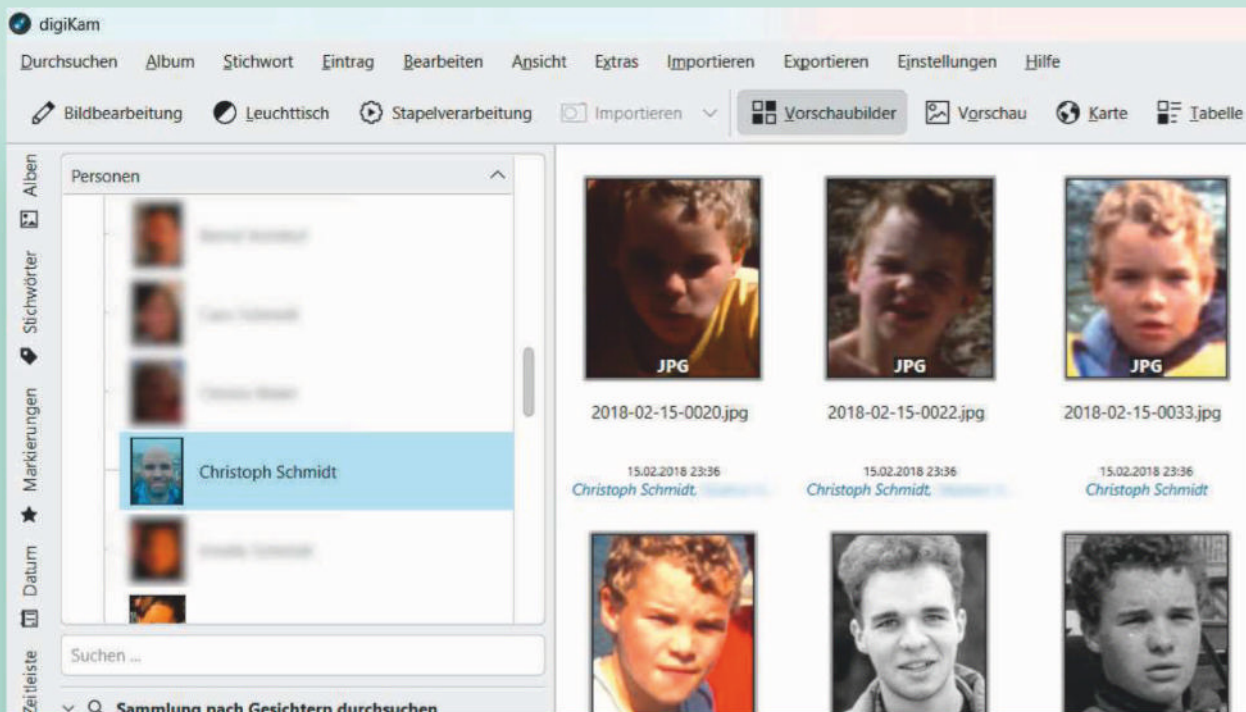 digiKam
Durchsuchen Album Stichwort Eintrag Bearbeiten Ansicht Extras Importieren Exportieren Einstellungen Hilfe
Bildbearbeitung Leuchttisch Stapelverarbeitung Importieren Vorschaubilder Vorschau Karte Tabelle
Alben
Stichwörter
Markierungen
Datum
Zeitleiste
Personen
Christoph Schmidt
Suchen ...
Sammlung nach Gesichtern durchsuchen
JPG JPG JPG
2018-02-15-0020.jpg 2018-02-15-0022.jpg 2018-02-15-0033.jpg
15.02.2018 23:36 15.02.2018 23:36 15.02.2018 23:36
Christoph Schmidt, Christoph Schmidt, Christoph Schmidt